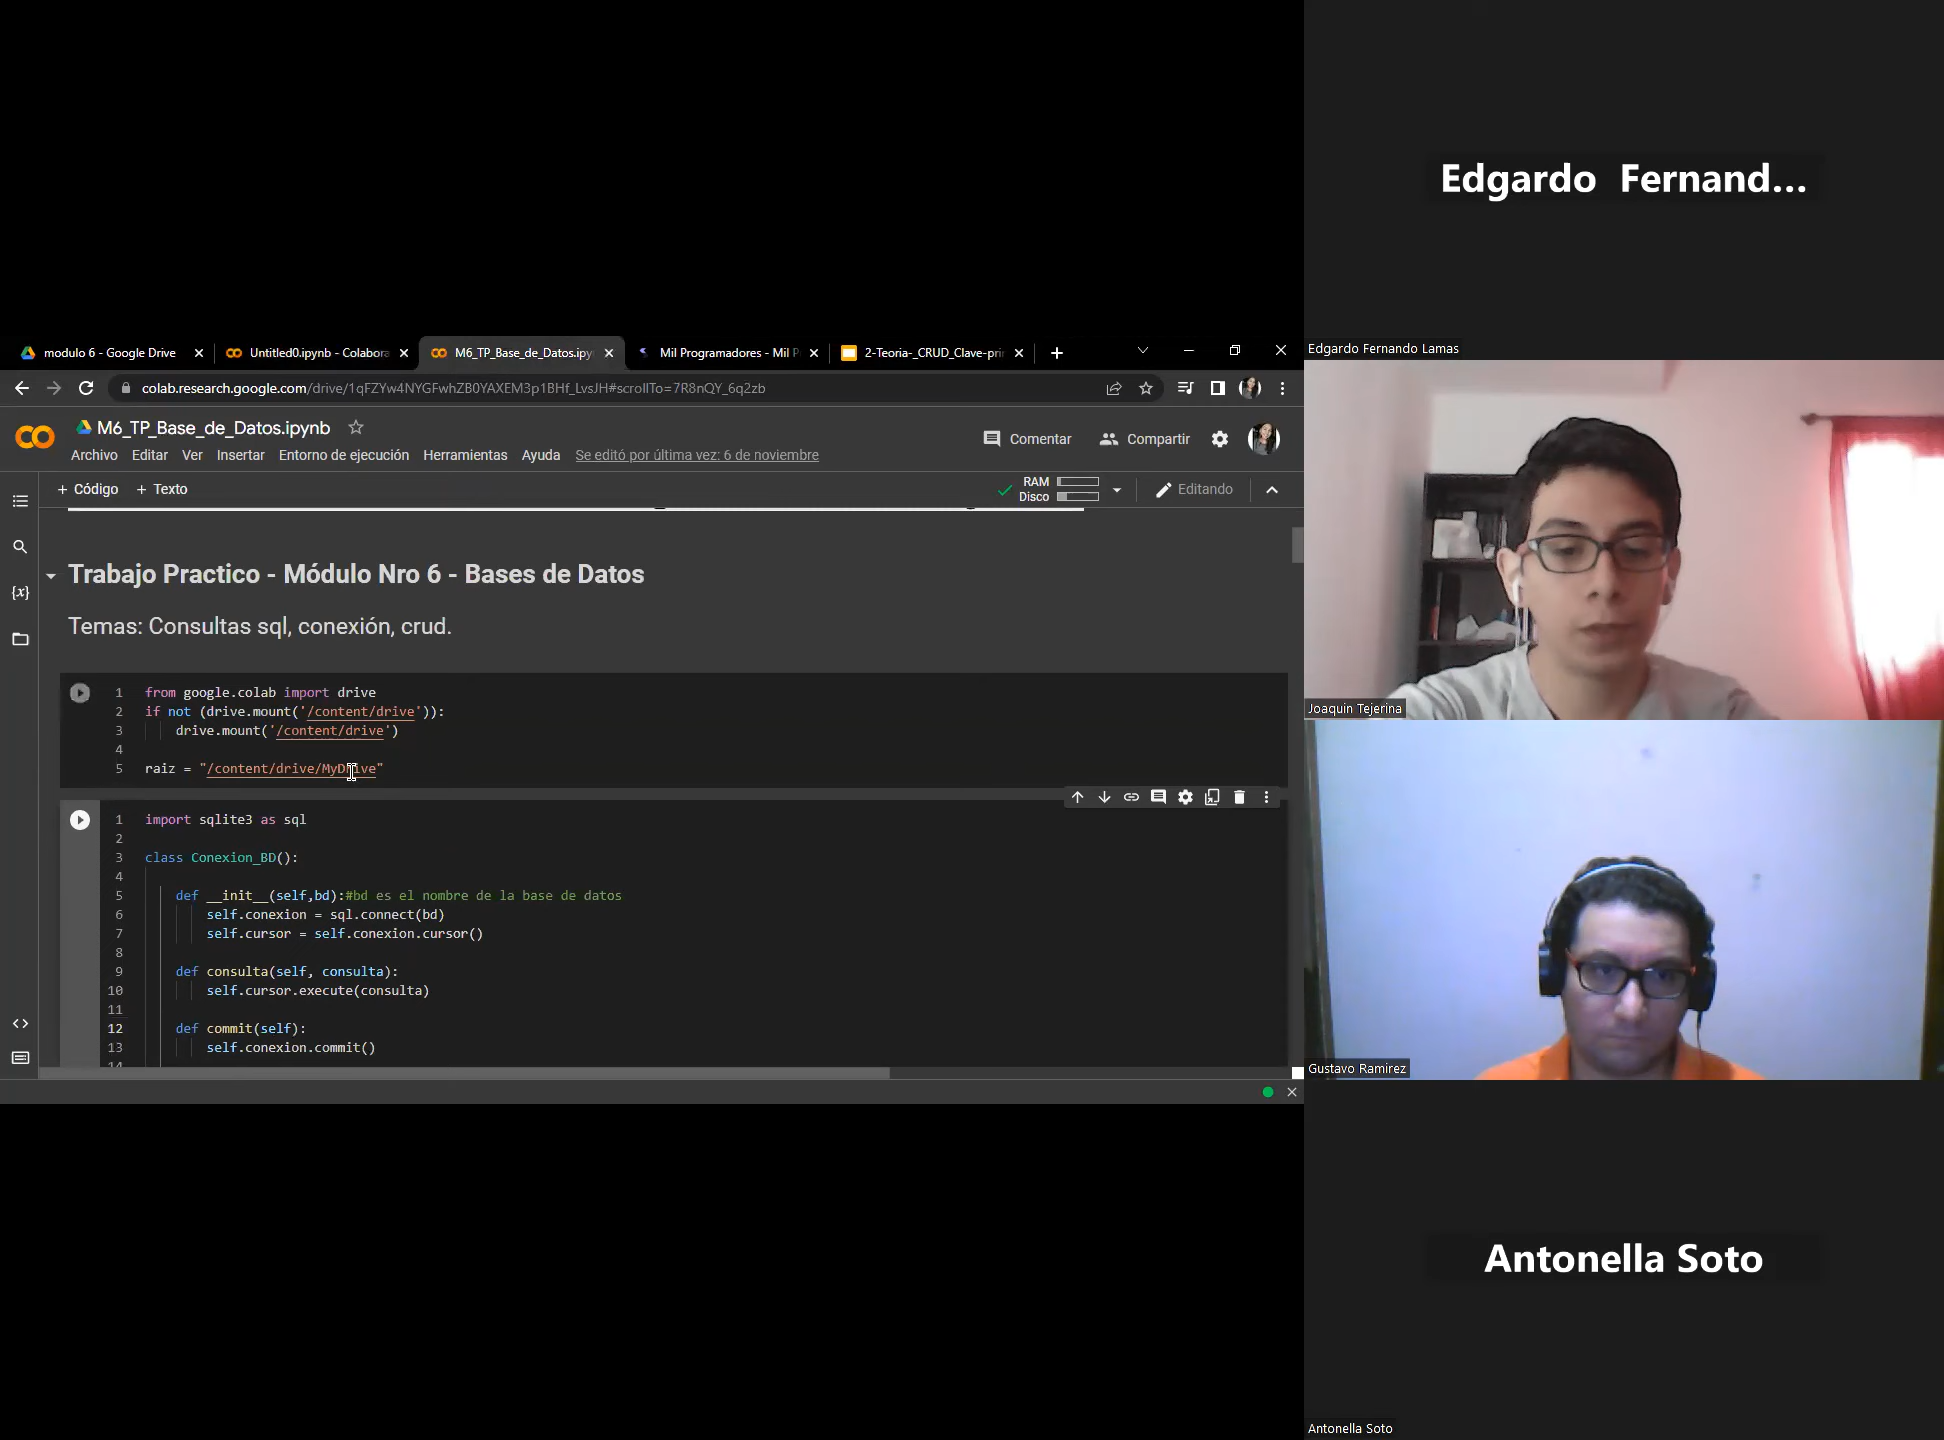 modulo 6 - Google Drive
Untitled0.ipynb - Colabora
M6_TP_Base_de_Datos.ipy
Mil Programadores - Mil P
2-Teoria-_CRUD_Clave-pri
colab.research.google.com/drive/1qFZYw4NYGFwhZB0YAXEM3p1BHf_LvsJH#scrollTo=7R8nQY_6q2zb
M6_TP_Base_de_Datos.ipynb
Comentar
Compartir
Archivo Editar Ver Insertar Entorno de ejecución Herramientas Ayuda Se editó por última vez: 6 de noviembre
+ Código + Texto
RAM
Disco
Editando
Trabajo Practico - Módulo Nro 6 - Bases de Datos
Temas: Consultas sql, conexión, crud.
1 from google.colab import drive
2 if not (drive.mount('/content/drive')):
3 drive.mount('/content/drive')
4
5 raiz = "/content/drive/MyDrive"
1 import sqlite3 as sql
2
3 class Conexion_BD():
4
5 def __init__(self,bd):#bd es el nombre de la base de datos
6 self.conexion = sql.connect(bd)
7 self.cursor = self.conexion.cursor()
8
9 def consulta(self, consulta):
10 self.cursor.execute(consulta)
11
12 def commit(self):
13 self.conexion.commit()
14
Edgardo Fernand...
Edgardo Fernando Lamas
Joaquin Tejerina
Gustavo Ramirez
Antonella Soto
Antonella Soto